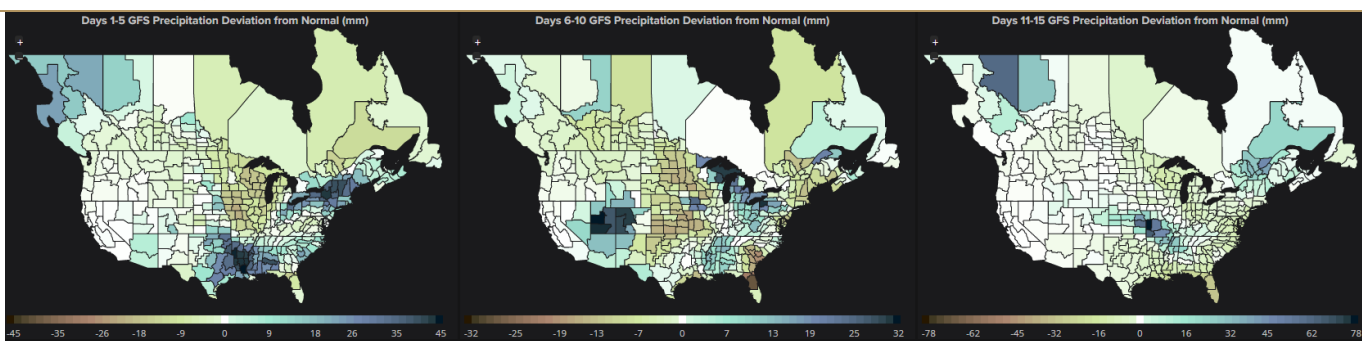 Days 1-5 GFS Precipitation Deviation from Normal (mm)
+
-45 -35 -26 -18 -9 0 9 18 26 35 45
Days 6-10 GFS Precipitation Deviation from Normal (mm)
+
-32 -25 -19 -13 -7 0 7 13 19 25 32
Days 11-15 GFS Precipitation Deviation from Normal (mm)
+
-78 -62 -45 -32 -16 0 16 32 45 62 78